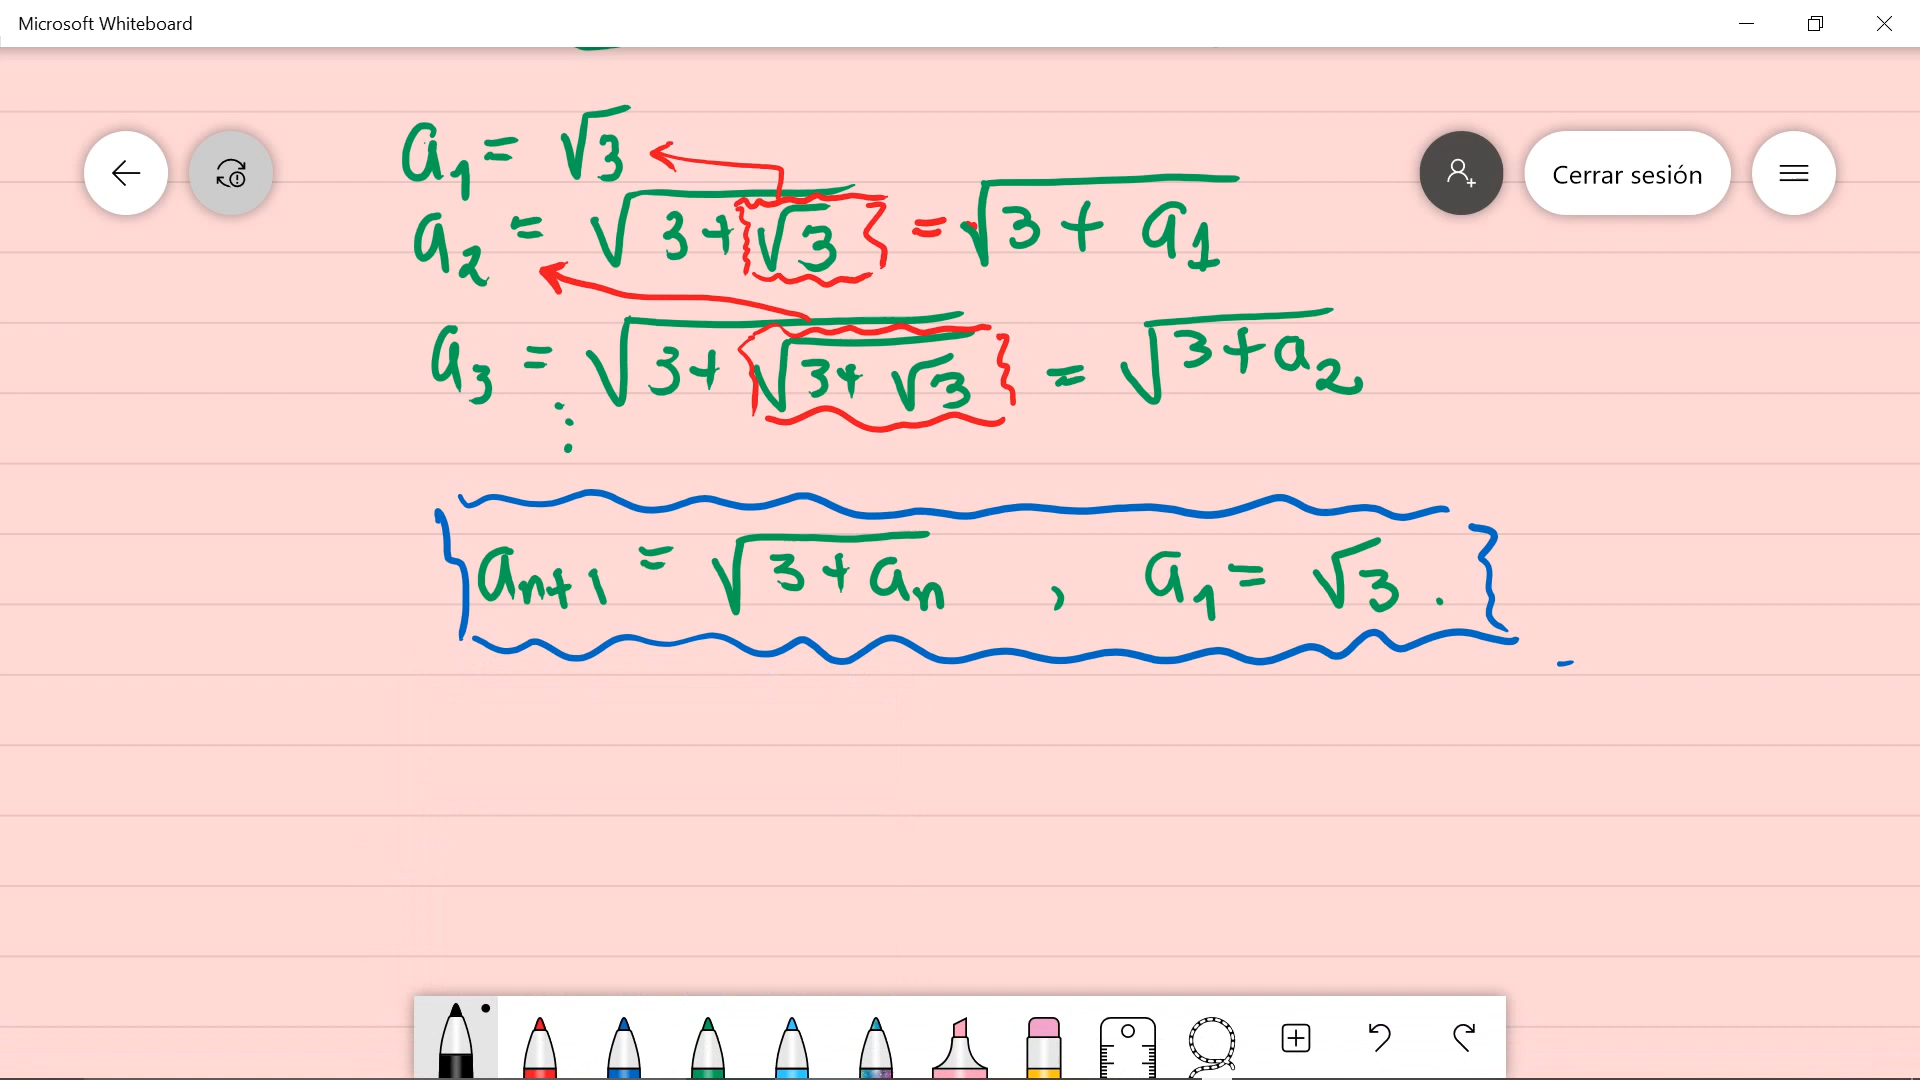 Microsoft Whiteboard
a₁ = √3
Cerrar sesión
a₂ = √(3+√3) = √(3 + a₁)
a₃ = √(3+√(3+√3)) = √(3+a₂)
⋮
aₙ₊₁ = √(3+aₙ) , a₁ = √3 .